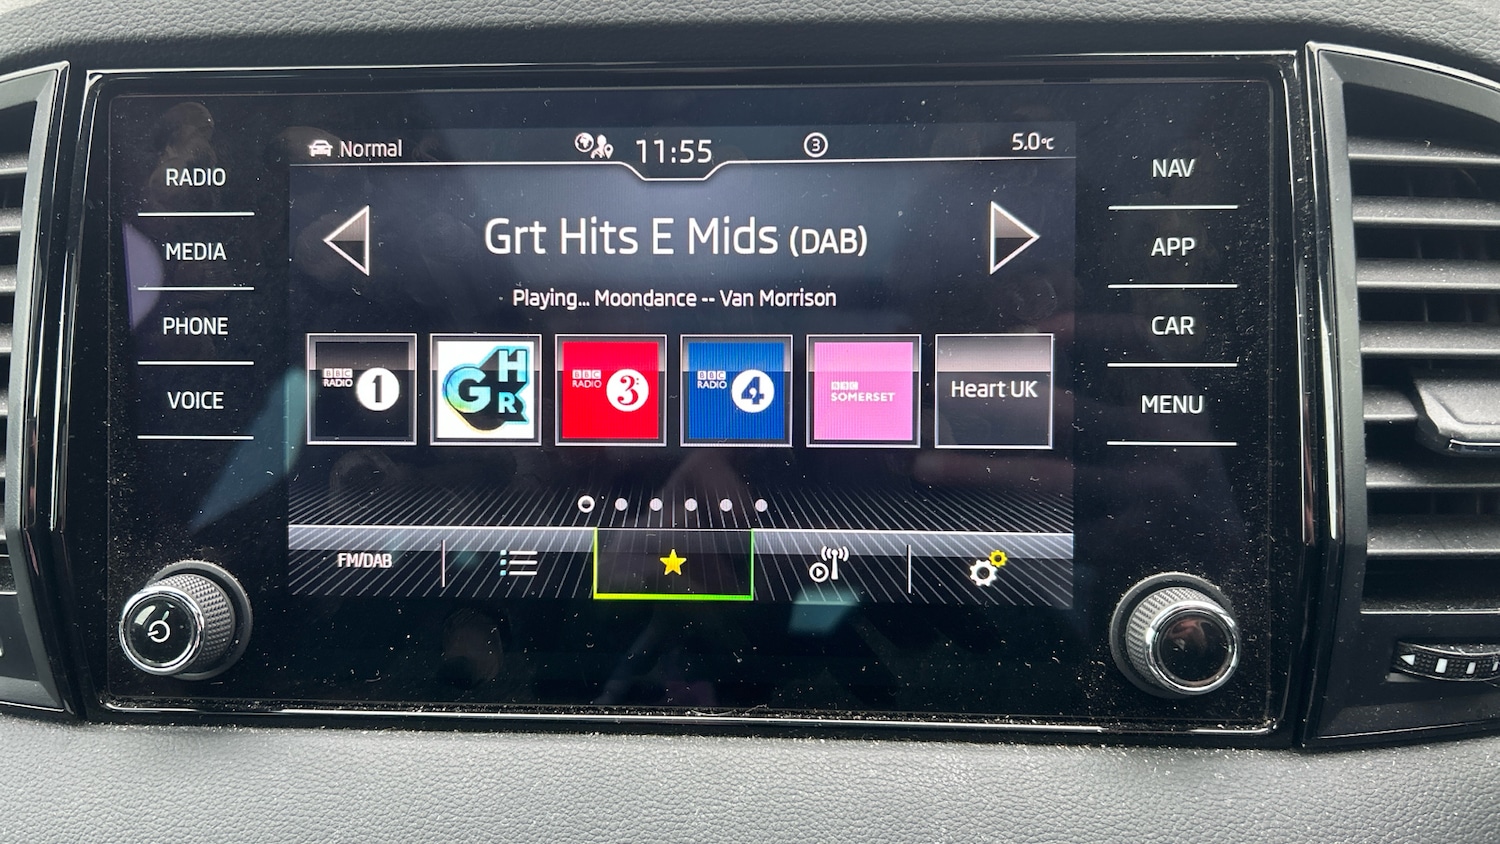 Normal
11:55
3
5.0°C
RADIO
MEDIA
PHONE
VOICE
Grt Hits E Mids (DAB)
Playing... Moondance -- Van Morrison
BBC
RADIO 1
GHR
BBC
RADIO 3
BBC
RADIO 4
BBC
SOMERSET
Heart UK
FM/DAB
NAV
APP
CAR
MENU